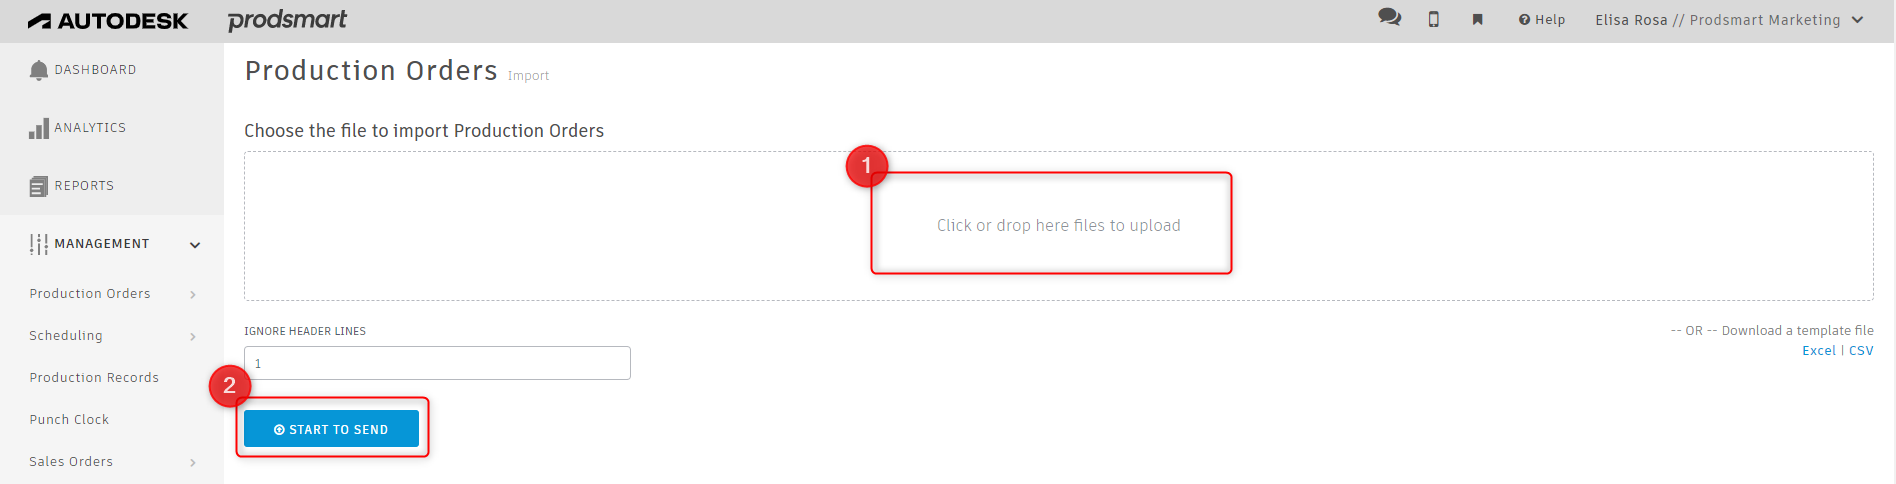 AUTODESK prodsmart Help Elisa Rosa // Prodsmart Marketing
DASHBOARD
ANALYTICS
REPORTS
MANAGEMENT
Production Orders
Scheduling
Production Records
Punch Clock
Sales Orders
Production Orders Import
Choose the file to import Production Orders
1
Click or drop here files to upload
IGNORE HEADER LINES
1
-- OR -- Download a template file
Excel | CSV
2
START TO SEND